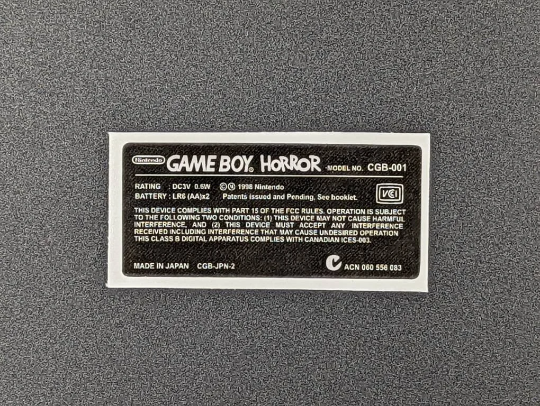 Nintendo GAME BOY® HORROR MODEL NO. CGB-001
RATING : DC3V 0.6W ©Ⓜ 1998 Nintendo
BATTERY : LR6 (AA)x2 Patents issued and Pending, See booklet.
VCI
THIS DEVICE COMPLIES WITH PART 15 OF THE FCC RULES. OPERATION IS SUBJECT
TO THE FOLLOWING TWO CONDITIONS: (1) THIS DEVICE MAY NOT CAUSE HARMFUL
INTERFERENCE, AND (2) THIS DEVICE MUST ACCEPT ANY INTERFERENCE
RECEIVED INCLUDING INTERFERENCE THAT MAY CAUSE UNDESIRED OPERATION
THIS CLASS B DIGITAL APPARATUS COMPLIES WITH CANADIAN ICES-003.
MADE IN JAPAN CGB-JPN-2 ACN 060 556 083